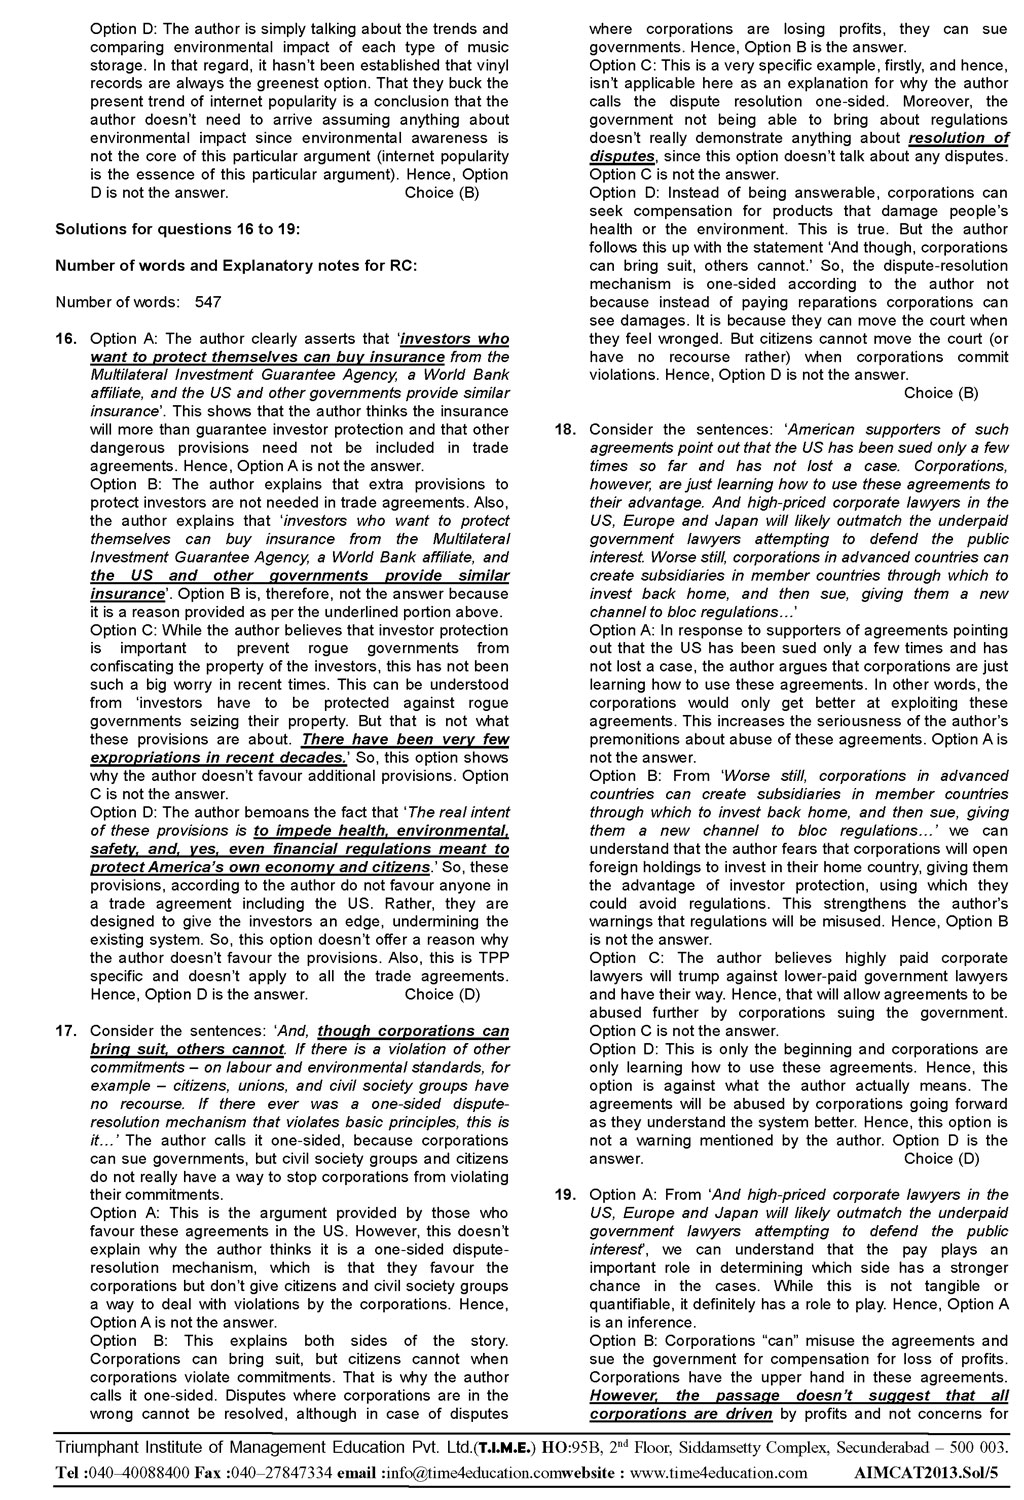 Option D: The author is simply talking about the trends and
comparing environmental impact of each type of music
storage. In that regard, it hasn't been established that vinyl
records are always the greenest option. That they buck the
present trend of internet popularity is a conclusion that the
author doesn't need to arrive assuming anything about
environmental impact since environmental awareness is
not the core of this particular argument (internet popularity
is the essence of this particular argument). Hence, Option
D is not the answer. Choice (B)
Solutions for questions 16 to 19:
Number of words and Explanatory notes for RC:
Number of words: 547
16. Option A: The author clearly asserts that 'investors who
want to protect themselves can buy insurance from the
Multilateral Investment Guarantee Agency, a World Bank
affiliate, and the US and other governments provide similar
insurance'. This shows that the author thinks the insurance
will more than guarantee investor protection and that other
dangerous provisions need not be included in trade
agreements. Hence, Option A is not the answer.
Option B: The author explains that extra provisions to
protect investors are not needed in trade agreements. Also,
the author explains that 'investors who want to protect
themselves can buy insurance from the Multilateral
Investment Guarantee Agency, a World Bank affiliate, and
the US and other governments provide similar
insurance'. Option B is, therefore, not the answer because
it is a reason provided as per the underlined portion above.
Option C: While the author believes that investor protection
is important to prevent rogue governments from
confiscating the property of the investors, this has not been
such a big worry in recent times. This can be understood
from 'investors have to be protected against rogue
governments seizing their property. But that is not what
these provisions are about. There have been very few
expropriations in recent decades.' So, this option shows
why the author doesn't favour additional provisions. Option
C is not the answer.
Option D: The author bemoans the fact that 'The real intent
of these provisions is to impede health, environmental,
safety, and, yes, even financial regulations meant to
protect America's own economy and citizens.' So, these
provisions, according to the author do not favour anyone in
a trade agreement including the US. Rather, they are
designed to give the investors an edge, undermining the
existing system. So, this option doesn't offer a reason why
the author doesn't favour the provisions. Also, this is TPP
specific and doesn't apply to all the trade agreements.
Hence, Option D is the answer. Choice (D)
17. Consider the sentences: 'And, though corporations can
bring suit, others cannot. If there is a violation of other
commitments – on labour and environmental standards, for
example – citizens, unions, and civil society groups have
no recourse. If there ever was a one-sided dispute-
resolution mechanism that violates basic principles, this is
it…' The author calls it one-sided, because corporations
can sue governments, but civil society groups and citizens
do not really have a way to stop corporations from violating
their commitments.
Option A: This is the argument provided by those who
favour these agreements in the US. However, this doesn't
explain why the author thinks it is a one-sided dispute-
resolution mechanism, which is that they favour the
corporations but don't give citizens and civil society groups
a way to deal with violations by the corporations. Hence,
Option A is not the answer.
Option B: This explains both sides of the story.
Corporations can bring suit, but citizens cannot when
corporations violate commitments. That is why the author
calls it one-sided. Disputes where corporations are in the
wrong cannot be resolved, although in case of disputes
where corporations are losing profits, they can sue
governments. Hence, Option B is the answer.
Option C: This is a very specific example, firstly, and hence,
isn't applicable here as an explanation for why the author
calls the dispute resolution one-sided. Moreover, the
government not being able to bring about regulations
doesn't really demonstrate anything about resolution of
disputes, since this option doesn't talk about any disputes.
Option C is not the answer.
Option D: Instead of being answerable, corporations can
seek compensation for products that damage people's
health or the environment. This is true. But the author
follows this up with the statement 'And though, corporations
can bring suit, others cannot.' So, the dispute-resolution
mechanism is one-sided according to the author not
because instead of paying reparations corporations can
see damages. It is because they can move the court when
they feel wronged. But citizens cannot move the court (or
have no recourse rather) when corporations commit
violations. Hence, Option D is not the answer.
Choice (B)
18. Consider the sentences: 'American supporters of such
agreements point out that the US has been sued only a few
times so far and has not lost a case. Corporations,
however, are just learning how to use these agreements to
their advantage. And high-priced corporate lawyers in the
US, Europe and Japan will likely outmatch the underpaid
government lawyers attempting to defend the public
interest. Worse still, corporations in advanced countries can
create subsidiaries in member countries through which to
invest back home, and then sue, giving them a new
channel to bloc regulations…'
Option A: In response to supporters of agreements pointing
out that the US has been sued only a few times and has
not lost a case, the author argues that corporations are just
learning how to use these agreements. In other words, the
corporations would only get better at exploiting these
agreements. This increases the seriousness of the author's
premonitions about abuse of these agreements. Option A is
not the answer.
Option B: From 'Worse still, corporations in advanced
countries can create subsidiaries in member countries
through which to invest back home, and then sue, giving
them a new channel to bloc regulations…' we can
understand that the author fears that corporations will open
foreign holdings to invest in their home country, giving them
the advantage of investor protection, using which they
could avoid regulations. This strengthens the author's
warnings that regulations will be misused. Hence, Option B
is not the answer.
Option C: The author believes highly paid corporate
lawyers will trump against lower-paid government lawyers
and have their way. Hence, that will allow agreements to be
abused further by corporations suing the government.
Option C is not the answer.
Option D: This is only the beginning and corporations are
only learning how to use these agreements. Hence, this
option is against what the author actually means. The
agreements will be abused by corporations going forward
as they understand the system better. Hence, this option is
not a warning mentioned by the author. Option D is the
answer. Choice (D)
19. Option A: From 'And high-priced corporate lawyers in the
US, Europe and Japan will likely outmatch the underpaid
government lawyers attempting to defend the public
interest', we can understand that the pay plays an
important role in determining which side has a stronger
chance in the cases. While this is not tangible or
quantifiable, it definitely has a role to play. Hence, Option A
is an inference.
Option B: Corporations "can" misuse the agreements and
sue the government for compensation for loss of profits.
Corporations have the upper hand in these agreements.
However, the passage doesn't suggest that all
corporations are driven by profits and not concerns for
Triumphant Institute of Management Education Pvt. Ltd.(T.I.M.E.) HO:95B, 2nd Floor, Siddamsetty Complex, Secunderabad – 500 003.
Tel :040–40088400 Fax :040–27847334 email :info@time4education.comwebsite : www.time4education.com AIMCAT2013.Sol/5